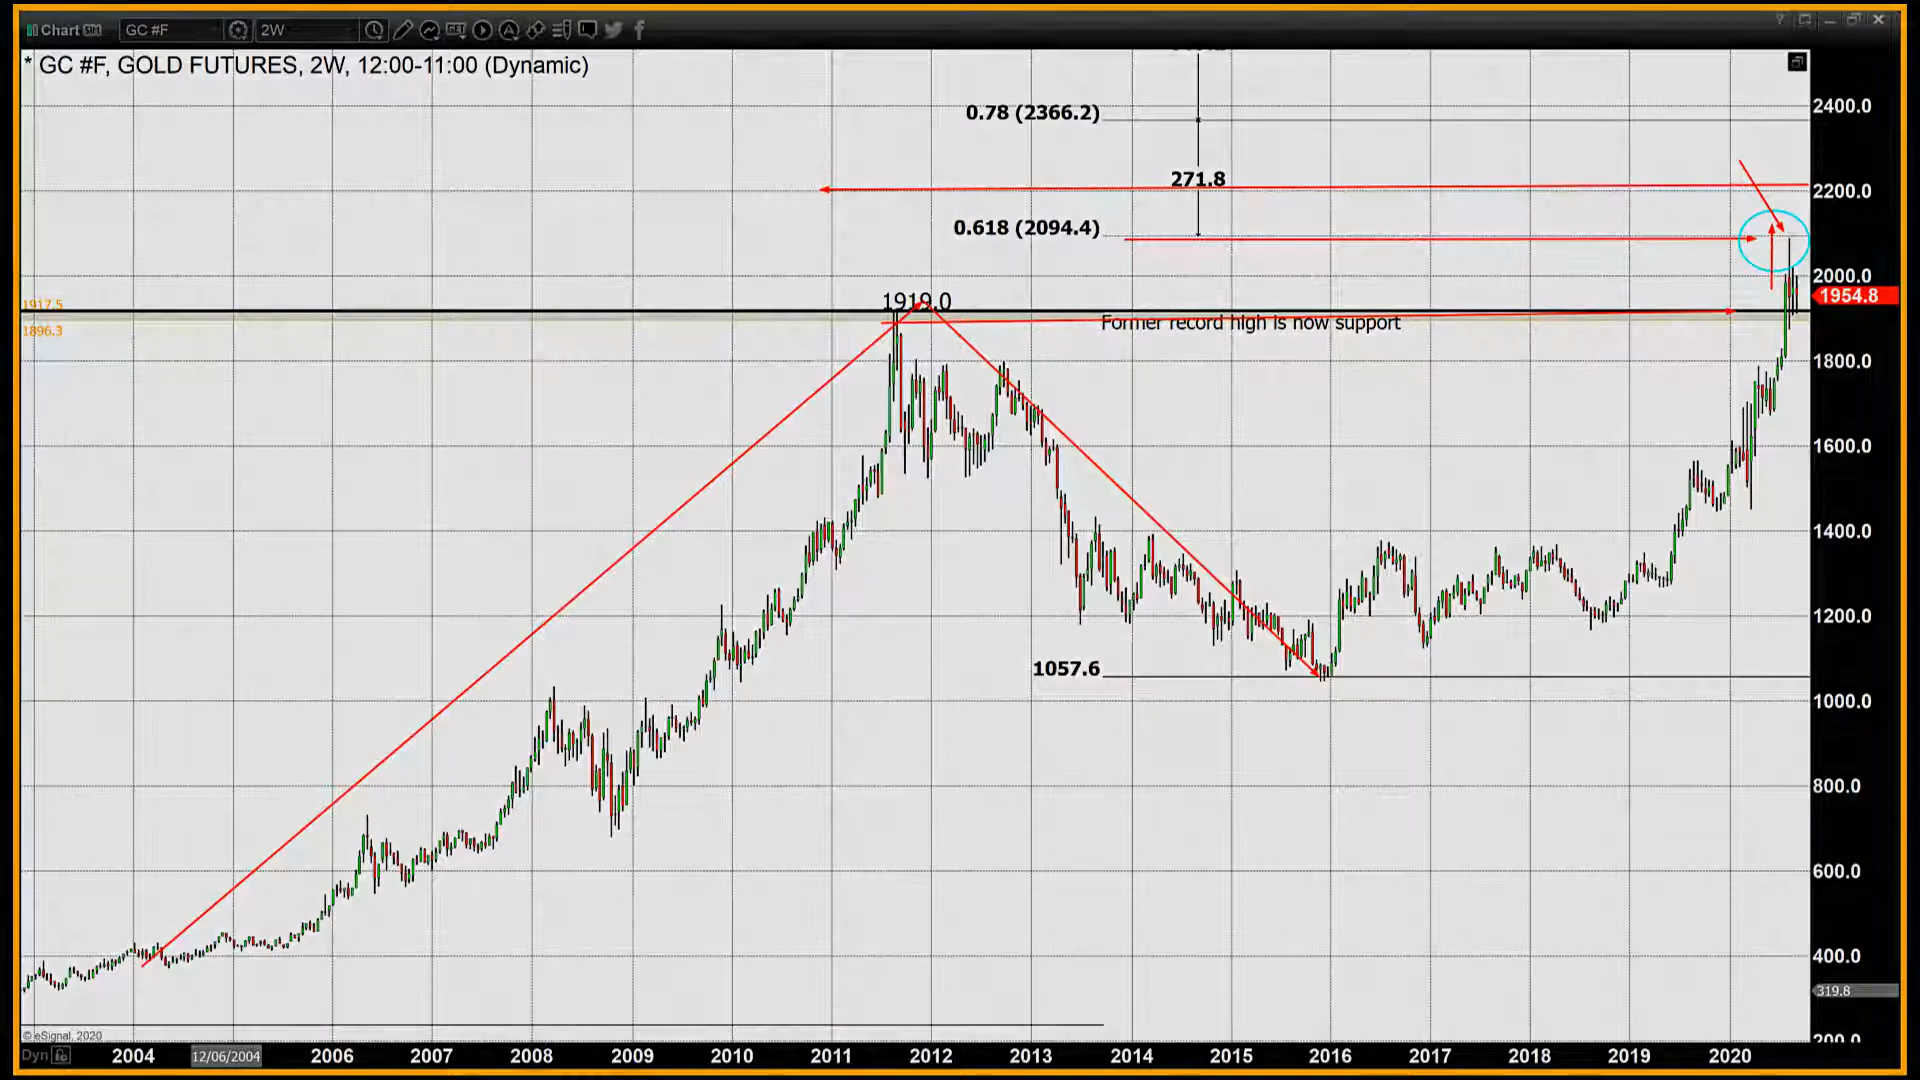 Chart
GC #F
2W
* GC #F, GOLD FUTURES, 2W, 12:00-11:00 (Dynamic)
0.78 (2366.2)
2400.0
271.8
2200.0
0.618 (2094.4)
2000.0
1954.8
1917.5
1919.0
Former record high is now support
1896.3
1800.0
1600.0
1400.0
1200.0
1057.6
1000.0
800.0
600.0
400.0
319.8
© eSignal, 2020
200.0
Dyn
2004 12/06/2004 2006 2007 2008 2009 2010 2011 2012 2013 2014 2015 2016 2017 2018 2019 2020